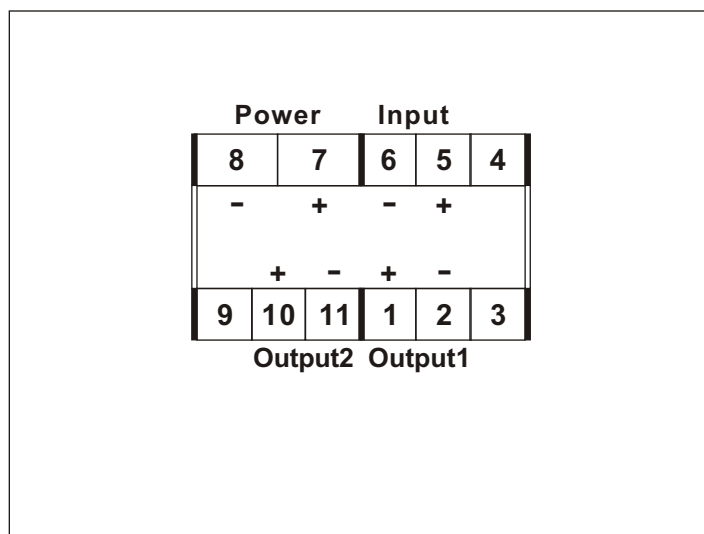 Power Input
8 7 6 5 4
- + - +
+ - + -
9 10 11 1 2 3
Output2 Output1